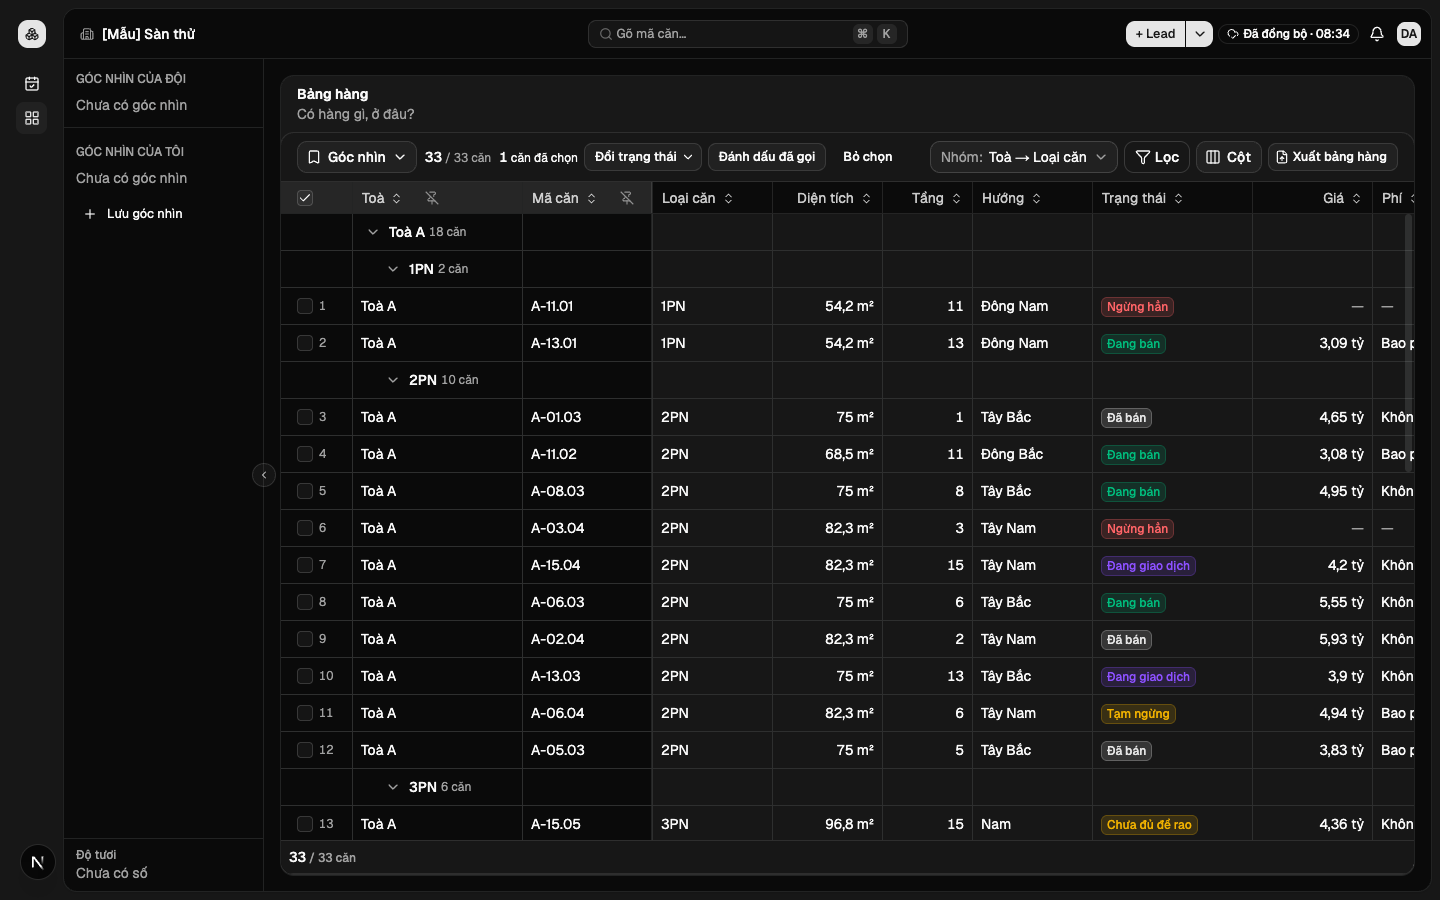 [Mẫu] Sàn thử
Gõ mã căn...
⌘ K
+ Lead
Đã đồng bộ · 08:34
DA
GÓC NHÌN CỦA ĐỘI
Chưa có góc nhìn
GÓC NHÌN CỦA TÔI
Chưa có góc nhìn
+ Lưu góc nhìn
Độ tươi
Chưa có số
N
Bảng hàng
Có hàng gì, ở đâu?
Góc nhìn 33 / 33 căn 1 căn đã chọn Đổi trạng thái Đánh dấu đã gọi Bỏ chọn Nhóm: Toà → Loại căn Lọc Cột Xuất bảng hàng
Toà Mã căn Loại căn Diện tích Tầng Hướng Trạng thái Giá Phí
Toà A 18 căn
1PN 2 căn
1 Toà A A-11.01 1PN 54,2 m² 11 Đông Nam Ngừng hẳn — —
2 Toà A A-13.01 1PN 54,2 m² 13 Đông Nam Đang bán 3,09 tỷ Bao p
2PN 10 căn
3 Toà A A-01.03 2PN 75 m² 1 Tây Bắc Đã bán 4,65 tỷ Khôn
4 Toà A A-11.02 2PN 68,5 m² 11 Đông Bắc Đang bán 3,08 tỷ Bao p
5 Toà A A-08.03 2PN 75 m² 8 Tây Bắc Đang bán 4,95 tỷ Khôn
6 Toà A A-03.04 2PN 82,3 m² 3 Tây Nam Ngừng hẳn — —
7 Toà A A-15.04 2PN 82,3 m² 15 Tây Nam Đang giao dịch 4,2 tỷ Khôn
8 Toà A A-06.03 2PN 75 m² 6 Tây Bắc Đang bán 5,55 tỷ Khôn
9 Toà A A-02.04 2PN 82,3 m² 2 Tây Nam Đã bán 5,93 tỷ Khôn
10 Toà A A-13.03 2PN 75 m² 13 Tây Bắc Đang giao dịch 3,9 tỷ Khôn
11 Toà A A-06.04 2PN 82,3 m² 6 Tây Nam Tạm ngừng 4,94 tỷ Bao p
12 Toà A A-05.03 2PN 75 m² 5 Tây Bắc Đã bán 3,83 tỷ Bao p
3PN 6 căn
13 Toà A A-15.05 3PN 96,8 m² 15 Nam Chưa đủ để rao 4,36 tỷ Khôn
33 / 33 căn